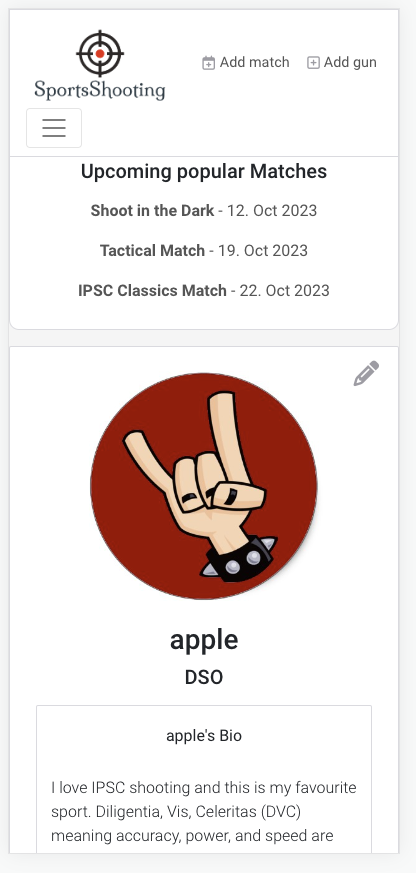 SportsShooting
Add match
Add gun
Upcoming popular Matches
Shoot in the Dark - 12. Oct 2023
Tactical Match - 19. Oct 2023
IPSC Classics Match - 22. Oct 2023
apple
DSO
apple's Bio
I love IPSC shooting and this is my favourite
sport. Diligentia, Vis, Celeritas (DVC)
meaning accuracy, power, and speed are